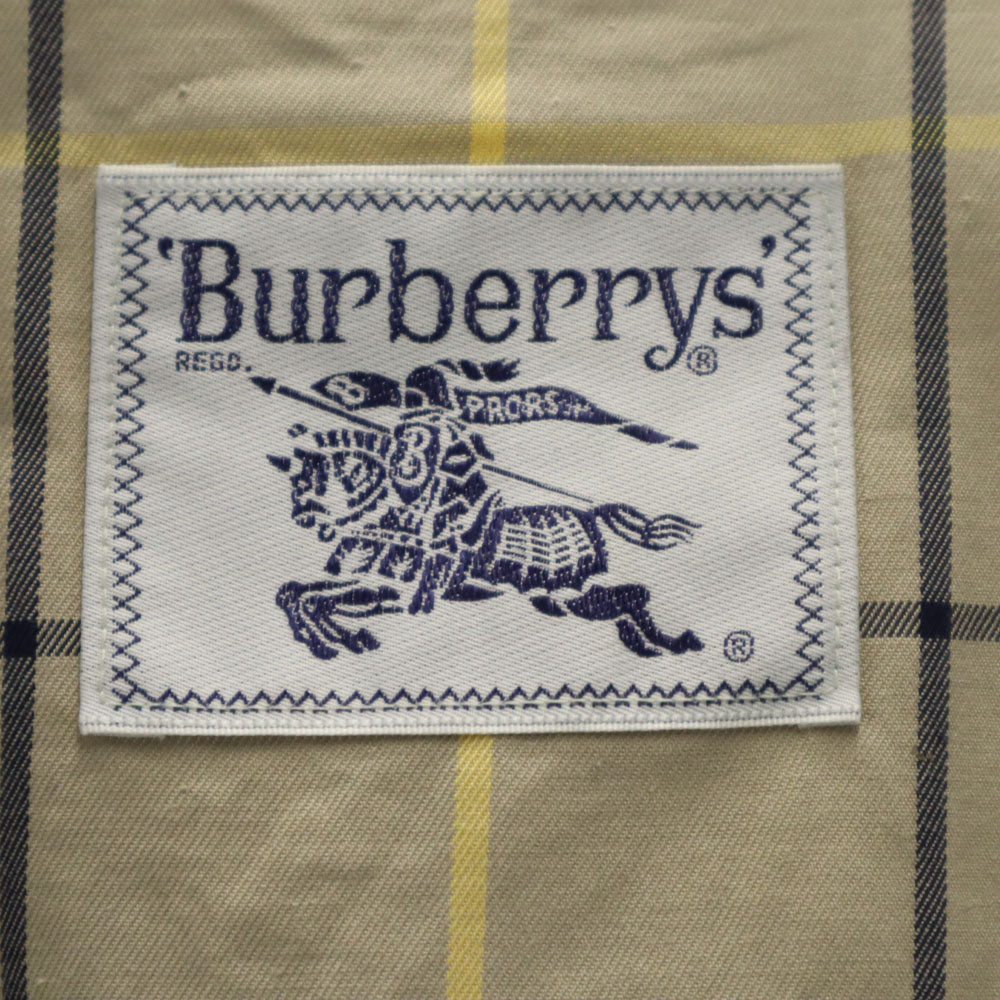 'Burberrys'
REGD. ®
B PRORSUM
B
®